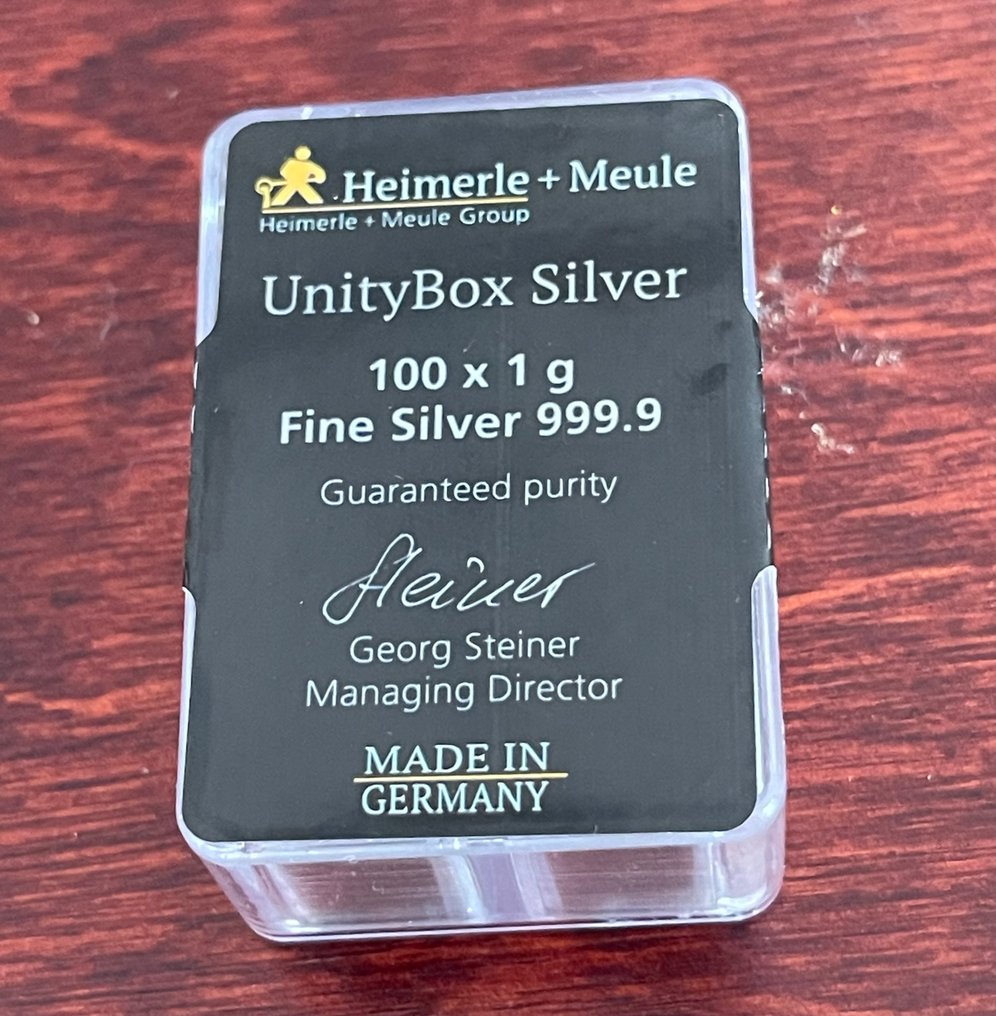 Heimerle + Meule
Heimerle + Meule Group
UnityBox Silver
100 x 1 g
Fine Silver 999.9
Guaranteed purity
Steiner
Georg Steiner
Managing Director
MADE IN
GERMANY